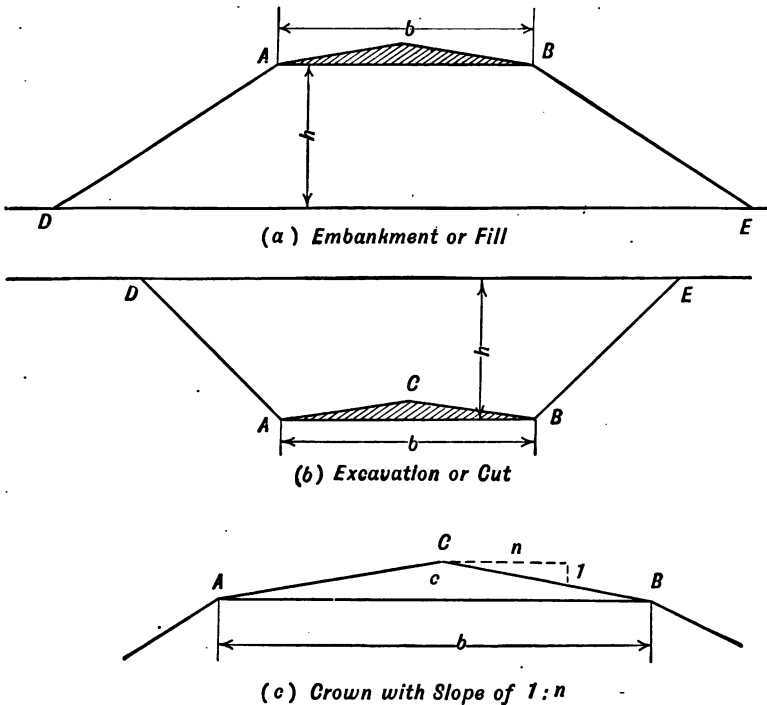 b
A B
h
D E
(a) Embankment or Fill
D E
h
C
A B
b
(b) Excavation or Cut
C n
A c 1 B
b
(c) Crown with Slope of 1:n